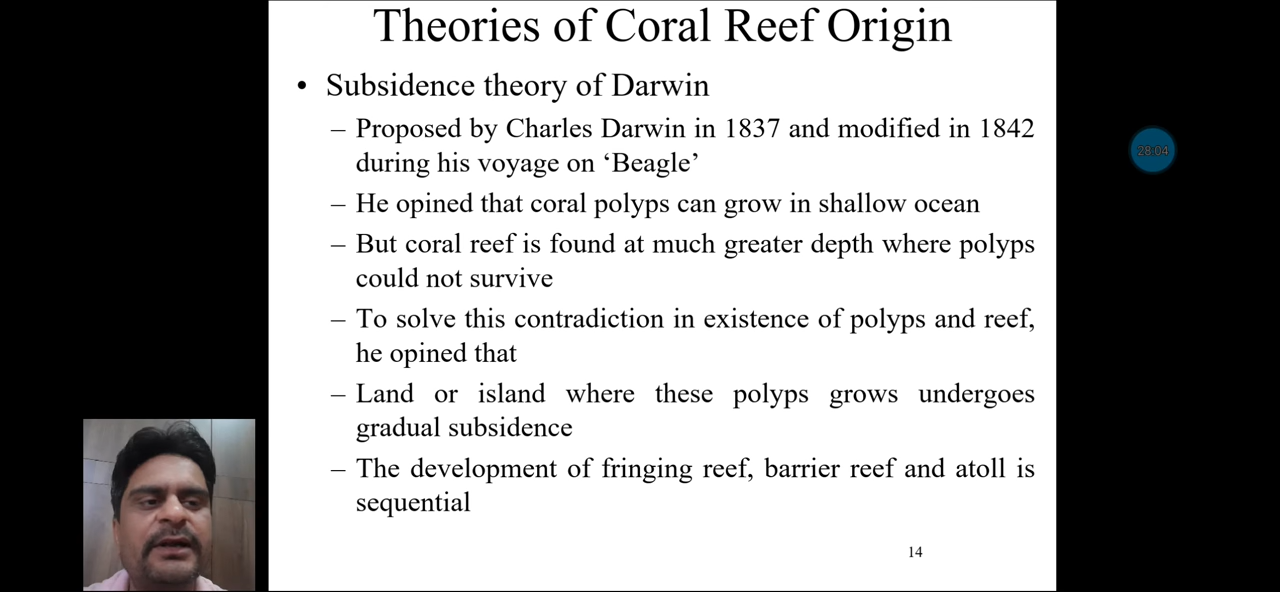 Theories of Coral Reef Origin
• Subsidence theory of Darwin
– Proposed by Charles Darwin in 1837 and modified in 1842
during his voyage on ‘Beagle’
– He opined that coral polyps can grow in shallow ocean
– But coral reef is found at much greater depth where polyps
could not survive
– To solve this contradiction in existence of polyps and reef,
he opined that
– Land or island where these polyps grows undergoes
gradual subsidence
– The development of fringing reef, barrier reef and atoll is
sequential
14
28:04